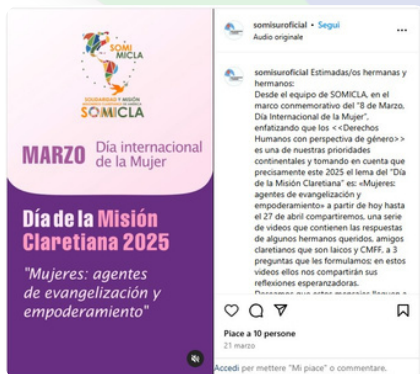 SOMI
MICLA
SOLIDARIDAD Y MISIÓN
SOMICLA
MARZO
Día internacional
de la Mujer
Día de la Misión
Claretiana 2025
"Mujeres: agentes
de evangelización y
empoderamiento"
somisuroficial • Segui
Audio originale
somisuroficial Estimadas/os hermanas y
hermanos:
Desde el equipo de SOMICLA, en el
marco conmemorativo del "8 de Marzo,
Día Internacional de la Mujer",
enfatizando que los <<Derechos
Humanos con perspectiva de género>>
es una de nuestras prioridades
continentales y tomando en cuenta que
precisamente este 2025 el lema del "Día
de la Misión Claretiana" es: «Mujeres:
agentes de evangelización y
empoderamiento» a partir de hoy hasta
el 27 de abril compartiremos, una serie
de videos que contienen las respuestas
de algunos hermanos queridos, amigos
claretianos que son laicos y CMFF, a 3
preguntas que les formulamos: en estos
videos ellos nos compartirán sus
reflexiones esperanzadoras.
Piace a 10 persone
21 marzo
Accedi per mettere "Mi piace" o commentare.